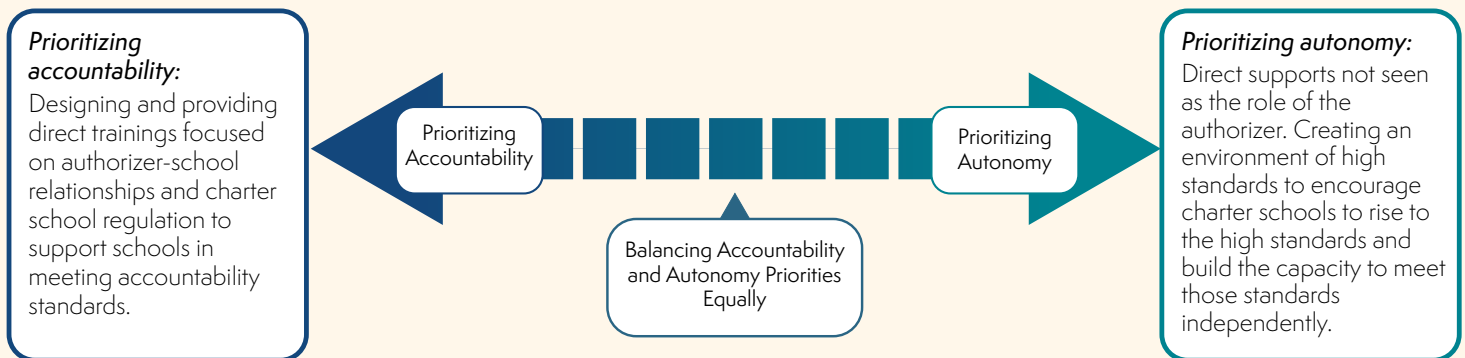 Prioritizing
accountability:
Designing and providing
direct trainings focused
on authorizer-school
relationships and charter
school regulation to
support schools in
meeting accountability
standards.
Prioritizing
Accountability
Balancing Accountability
and Autonomy Priorities
Equally
Prioritizing
Autonomy
Prioritizing autonomy:
Direct supports not seen
as the role of the
authorizer. Creating an
environment of high
standards to encourage
charter schools to rise to
the high standards and
build the capacity to meet
those standards
independently.